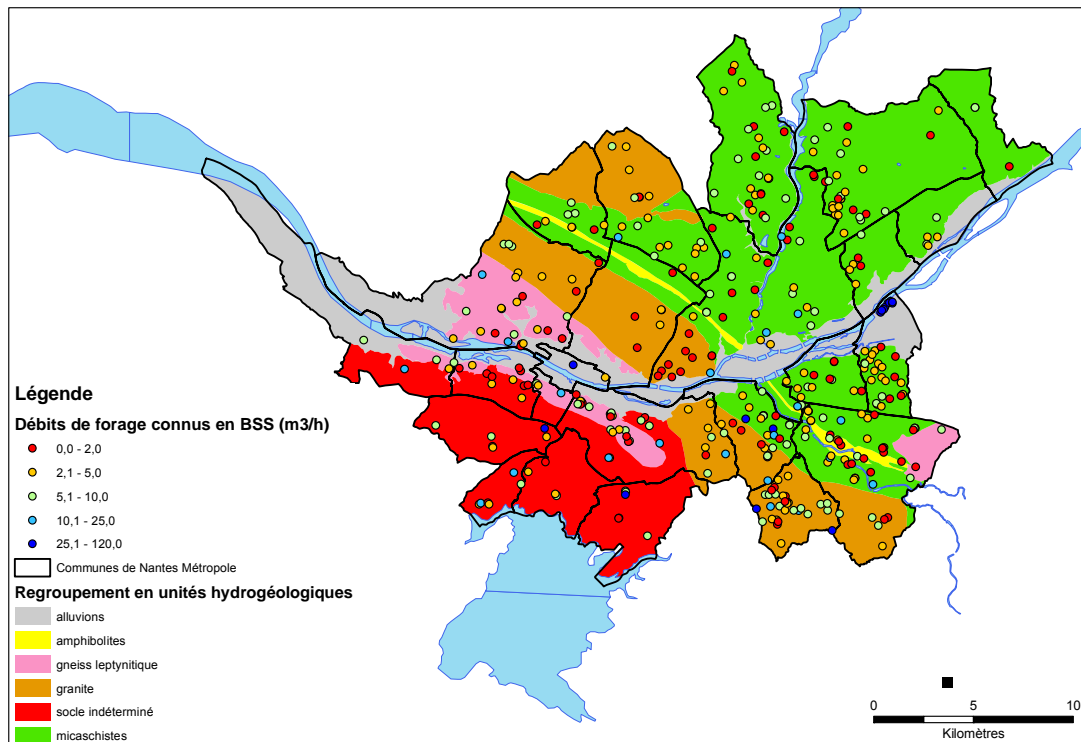 Légende
Débits de forage connus en BSS (m3/h)
0,0 - 2,0
2,1 - 5,0
5,1 - 10,0
10,1 - 25,0
25,1 - 120,0
Communes de Nantes Métropole
Regroupement en unités hydrogéologiques
alluvions
amphibolites
gneiss leptynitique
granite
socle indéterminé
micaschistes
0 5 10
Kilomètres